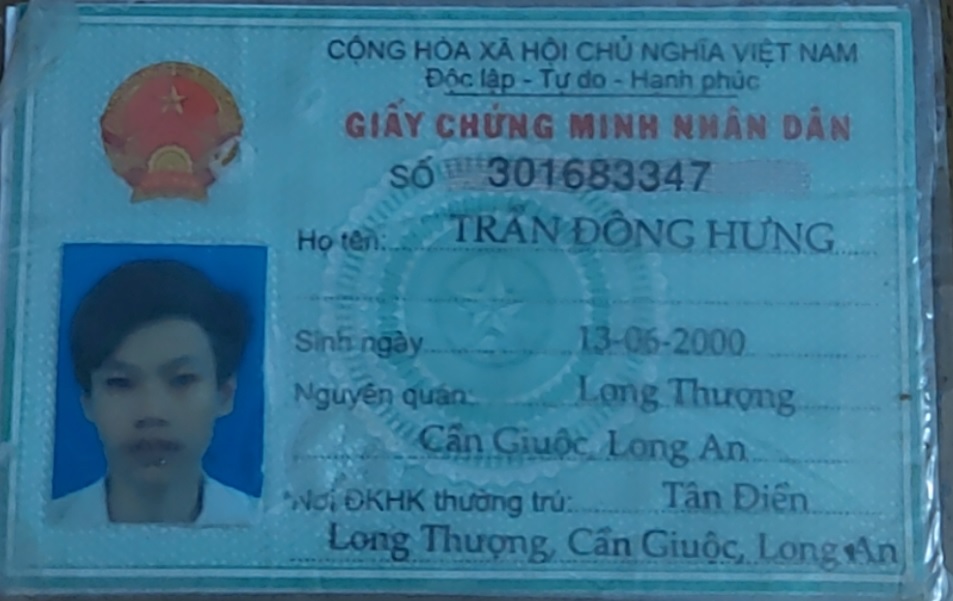 CỘNG HÒA XÃ HỘI CHỦ NGHĨA VIỆT NAM
Độc lập - Tự do - Hạnh phúc
GIẤY CHỨNG MINH NHÂN DÂN
SỐ 301683347
Họ tên: TRẦN ĐÔNG HƯNG
Sinh ngày 13-06-2000
Nguyên quán: Long Thượng
Cần Giuộc, Long An
Nơi ĐKHK thường trú: Tân Điền
Long Thượng, Cần Giuộc, Long An